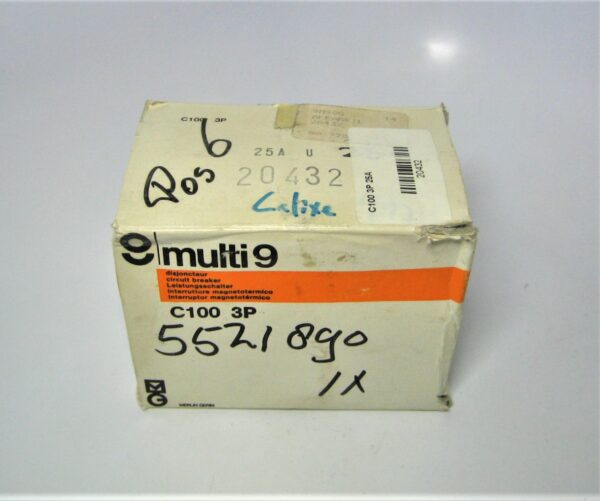 C100 3P
6
Pos
25A U
20432
Calixe
C100 3P 25A
20432
multi 9
disjoncteur
circuit breaker
Leistungsschalter
interruttore magnetotermico
interruptor magnetotérmico
C100 3P
5521890
1X
MG
MERLIN GERIN